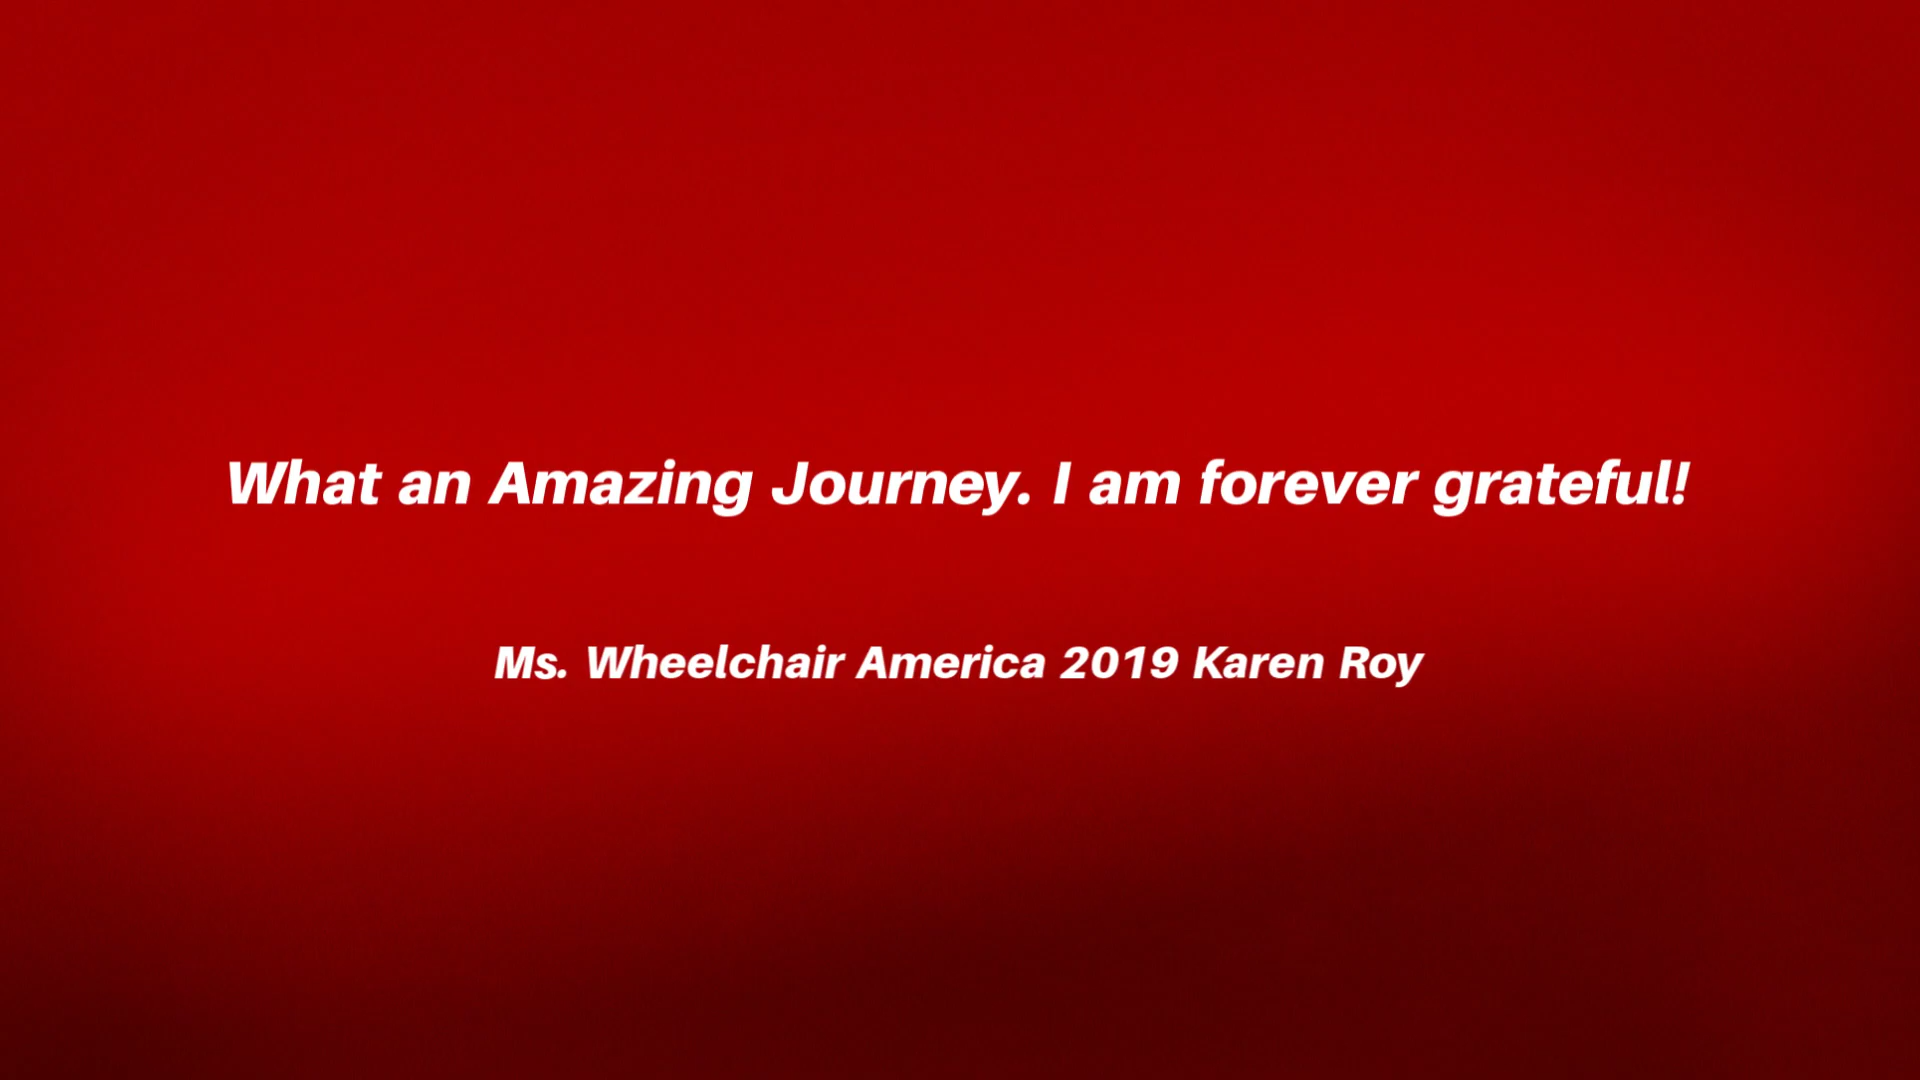 What an Amazing Journey. I am forever grateful!
Ms. Wheelchair America 2019 Karen Roy